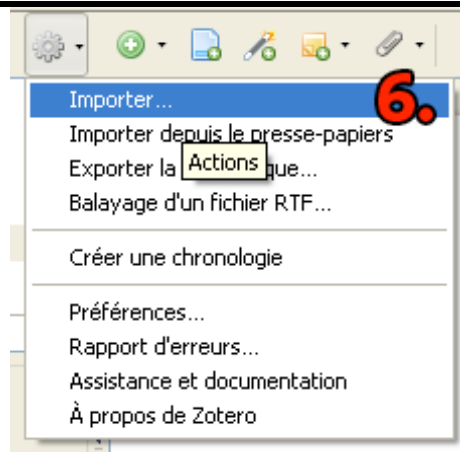 Importer...
6.
Importer depuis le presse-papiers
Actions
Exporter la que...
Balayage d'un fichier RTF...
Créer une chronologie
Préférences...
Rapport d'erreurs...
Assistance et documentation
À propos de Zotero